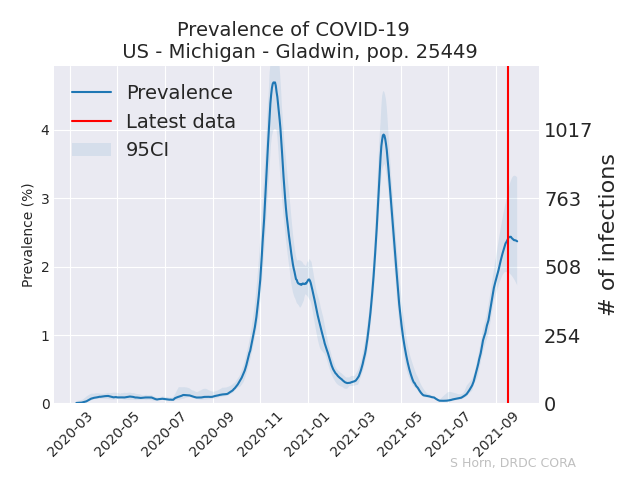 Prevalence of COVID-19
US - Michigan - Gladwin, pop. 25449
Prevalence
Latest data
95CI
Prevalence (%)
4
3
2
1
0
1017
763
508
254
0
# of infections
2020-03
2020-05
2020-07
2020-09
2020-11
2021-01
2021-03
2021-05
2021-07
2021-09
S Horn, DRDC CORA